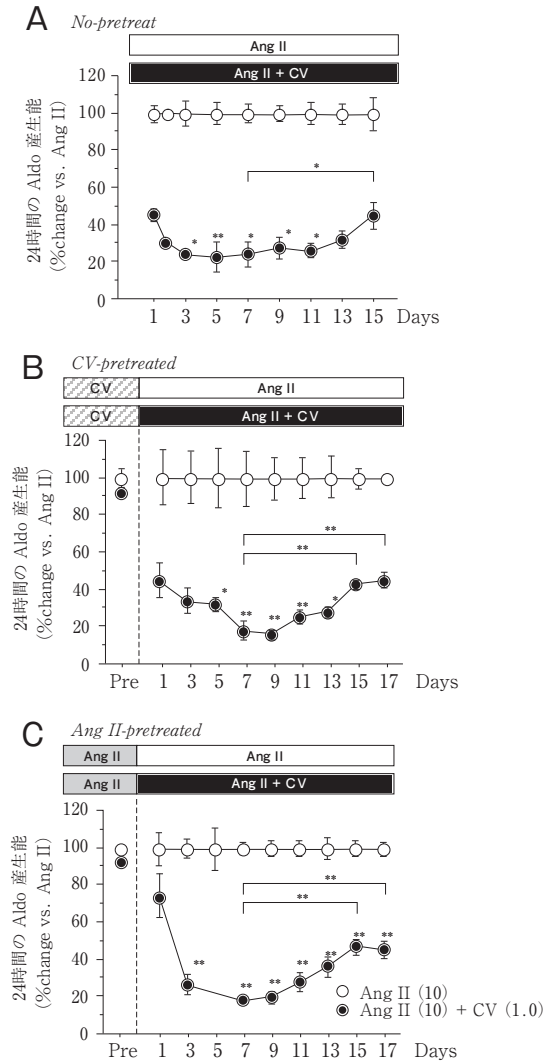 A No-pretreat
Ang II
Ang II + CV
24時間の Aldo 産生能
(%change vs. Ang II)
120
100
80
60
40
20
0
*
* ** * * *
1 3 5 7 9 11 13 15 Days
B CV-pretreated
CV Ang II
CV Ang II + CV
24時間の Aldo 産生能
(%change vs. Ang II)
120
100
80
60
40
20
0
**
**
* ** ** ** *
Pre 1 3 5 7 9 11 13 17 Days
C Ang II-pretreated
Ang II Ang II
Ang II Ang II + CV
24時間の Aldo 産生能
(%change vs. Ang II)
120
100
80
60
40
20
0
**
**
** ** ** ** ** ** **
Ang II (10)
Ang II (10) + CV (1.0)
Pre 1 3 5 7 9 11 13 15 17 Days